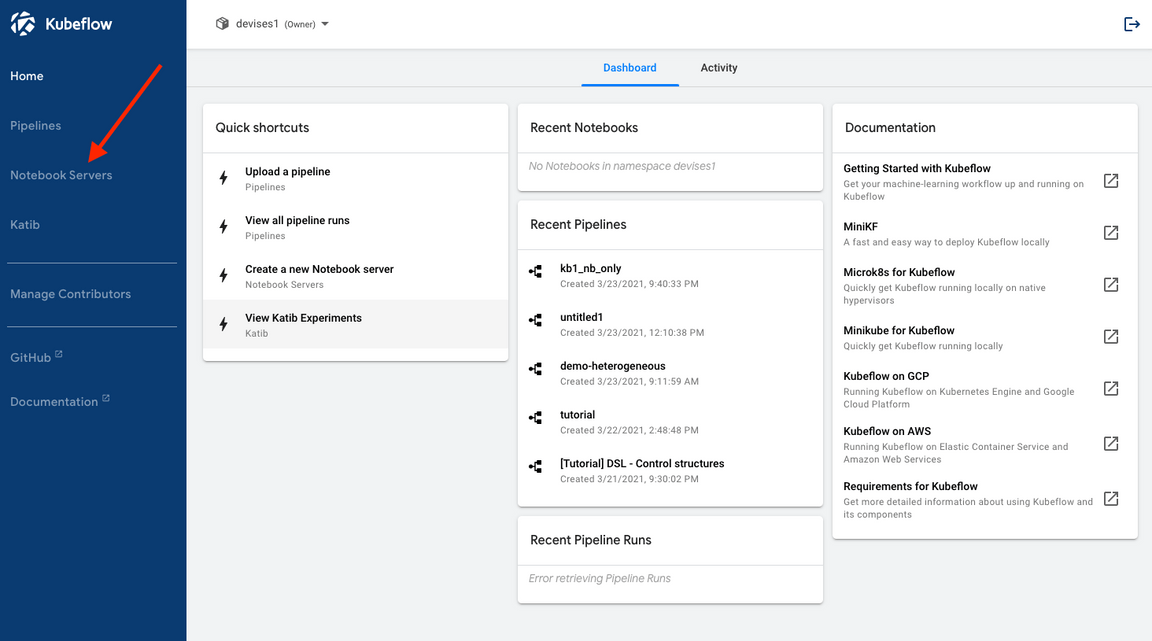 Kubeflow
Home
Pipelines
Notebook Servers
Katib
Manage Contributors
GitHub
Documentation
devises1 (Owner)
Dashboard
Activity
Quick shortcuts
Upload a pipeline
Pipelines
View all pipeline runs
Pipelines
Create a new Notebook server
Notebook Servers
View Katib Experiments
Katib
Recent Notebooks
No Notebooks in namespace devises1
Recent Pipelines
kb1_nb_only
Created 3/23/2021, 9:40:33 PM
untitled1
Created 3/23/2021, 12:10:38 PM
demo-heterogeneous
Created 3/23/2021, 9:11:59 AM
tutorial
Created 3/22/2021, 2:48:48 PM
[Tutorial] DSL - Control structures
Created 3/21/2021, 9:30:02 PM
Recent Pipeline Runs
Error retrieving Pipeline Runs
Documentation
Getting Started with Kubeflow
Get your machine-learning workflow up and running on
Kubeflow
MiniKF
A fast and easy way to deploy Kubeflow locally
Microk8s for Kubeflow
Quickly get Kubeflow running locally on native
hypervisors
Minikube for Kubeflow
Quickly get Kubeflow running locally
Kubeflow on GCP
Running Kubeflow on Kubernetes Engine and Google
Cloud Platform
Kubeflow on AWS
Running Kubeflow on Elastic Container Service and
Amazon Web Services
Requirements for Kubeflow
Get more detailed information about using Kubeflow and
its components